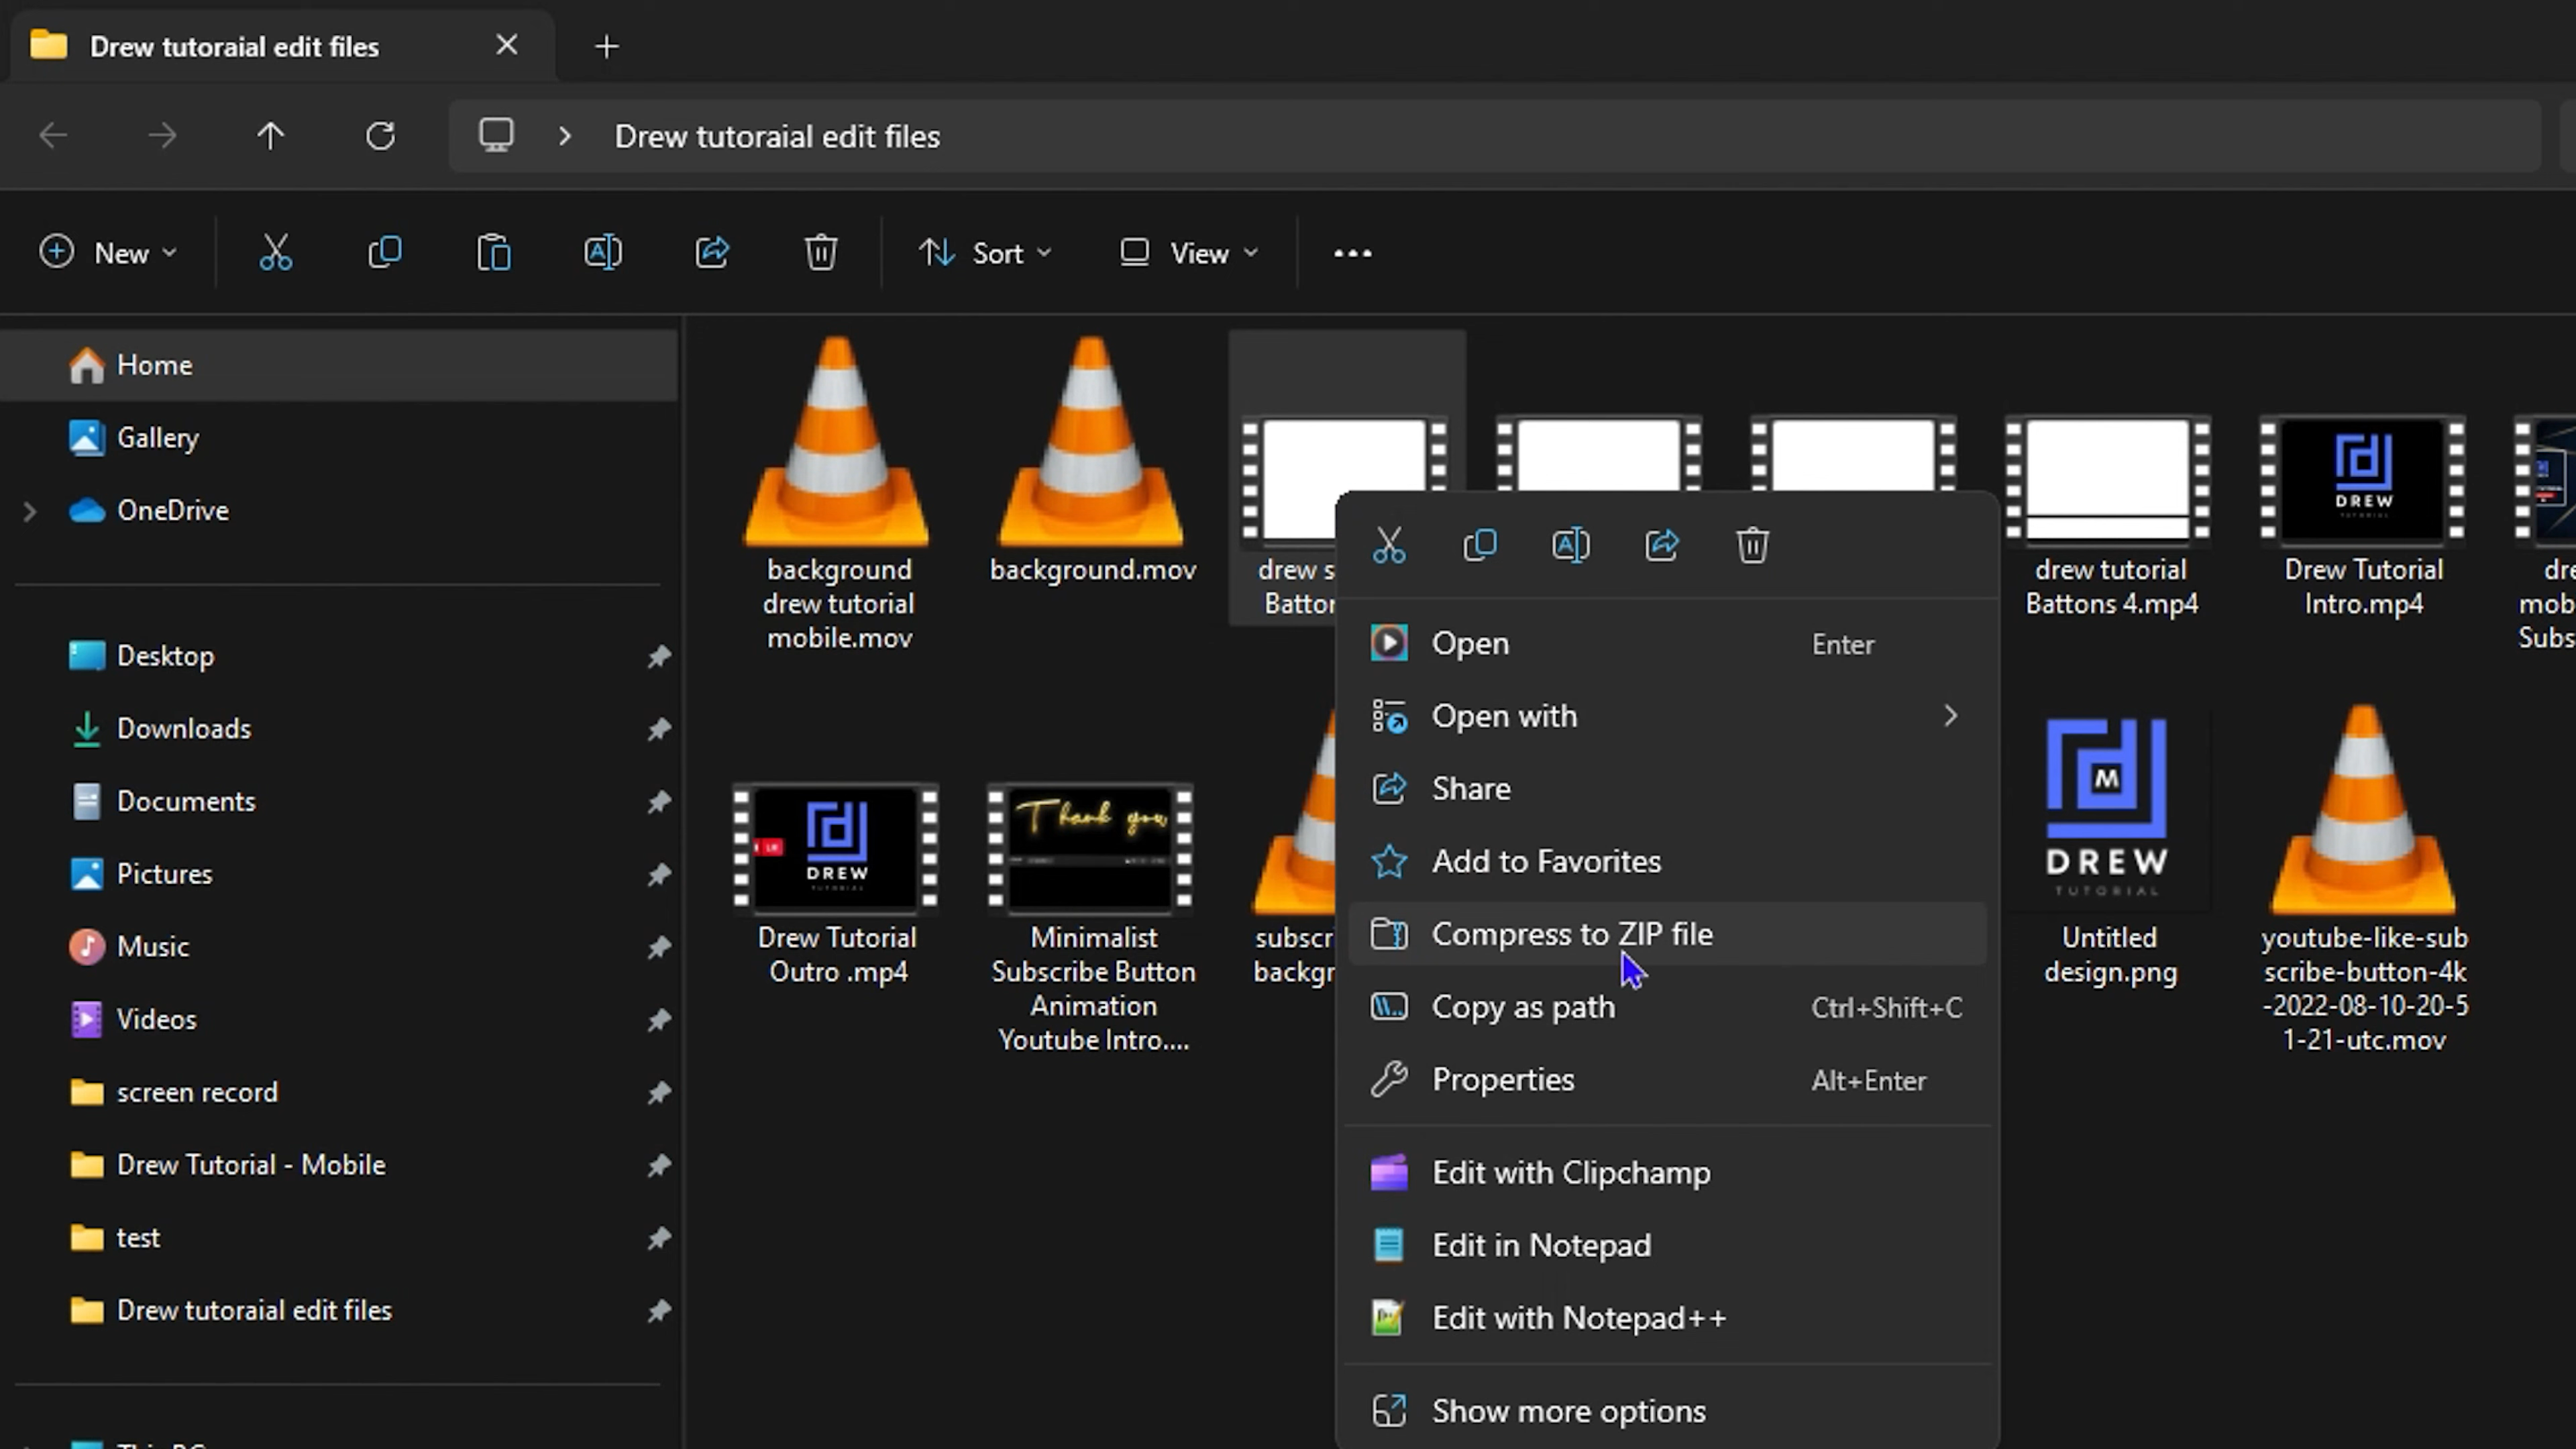 Drew tutoraial edit files
Drew tutoraial edit files
New
Sort
View
Home
Gallery
OneDrive
Desktop
Downloads
Documents
Pictures
Music
Videos
screen record
Drew Tutorial - Mobile
test
Drew tutoraial edit files
background
drew tutorial
mobile.mov
background.mov
drew s
Batto
drew tutorial
Battons 4.mp4
DREW
Drew Tutorial
Intro.mp4
dre
mob
Subs
DREW
Drew Tutorial
Outro .mp4
Thank you
Minimalist
Subscribe Button
Animation
Youtube Intro....
subscri
backgr
M
DREW
TUTORIAL
Untitled
design.png
youtube-like-sub
scribe-button-4k
-2022-08-10-20-5
1-21-utc.mov
Open Enter
Open with
Share
Add to Favorites
Compress to ZIP file
Copy as path Ctrl+Shift+C
Properties Alt+Enter
Edit with Clipchamp
Edit in Notepad
Edit with Notepad++
Show more options